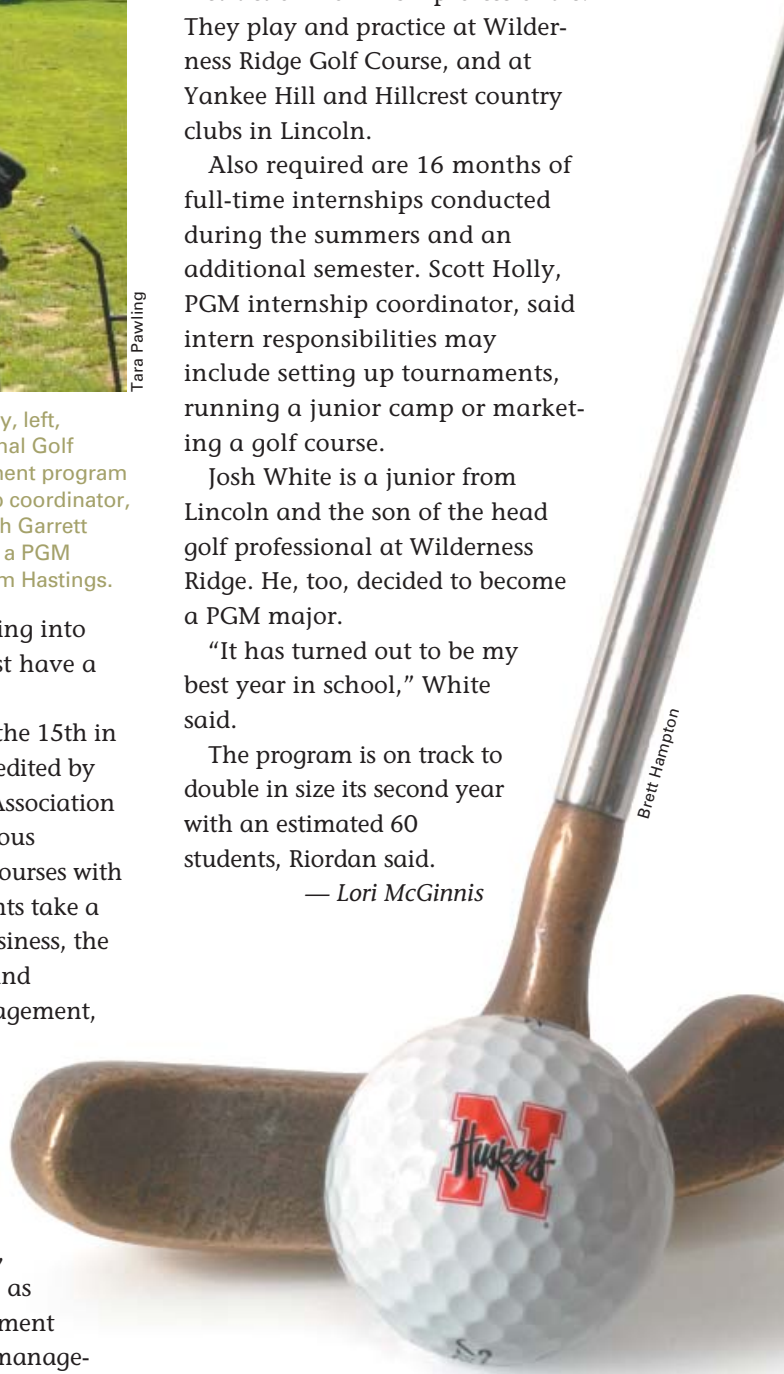 They play and practice at Wilder-
ness Ridge Golf Course, and at
Yankee Hill and Hillcrest country
clubs in Lincoln.
Also required are 16 months of
full-time internships conducted
during the summers and an
additional semester. Scott Holly,
PGM internship coordinator, said
intern responsibilities may
include setting up tournaments,
running a junior camp or market-
ing a golf course.
Josh White is a junior from
Lincoln and the son of the head
golf professional at Wilderness
Ridge. He, too, decided to become
a PGM major.
“It has turned out to be my
best year in school,” White
said.
The program is on track to
double in size its second year
with an estimated 60
students, Riordan said.
— Lori McGinnis
Tara Pawling
y, left,
nal Golf
ment program
coordinator,
h Garrett
a PGM
m Hastings.
ing into
st have a
the 15th in
edited by
Association
ous
ourses with
nts take a
siness, the
and
agement,
,
as
ment
manage-
Brett Hampton
N
Huskers